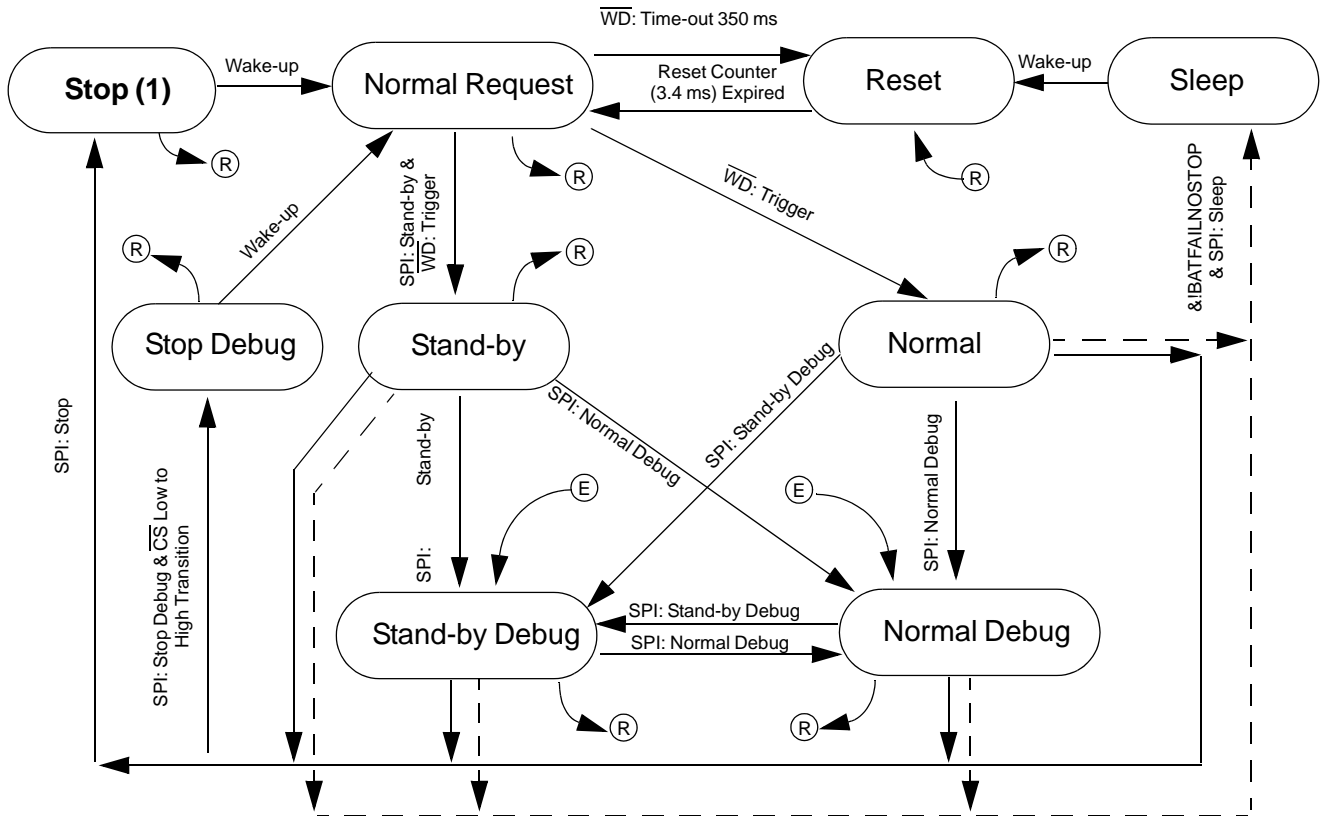 WD: Time-out 350 ms
Stop (1)
Wake-up
Normal Request
Reset Counter
(3.4 ms) Expired
Reset
Wake-up
Sleep
R
R
R
SPI: Stand-by &
WD: Trigger
WD: Trigger
&!BATFAILNOSTOP
& SPI: Sleep
Wake-up
R
R
R
Stop Debug
Stand-by
Normal
SPI: Stop
SPI: Stop Debug & CS Low to
High Transition
SPI: Stand-by
SPI: Normal Debug
SPI: Stand-by Debug
SPI: Normal Debug
E
E
Stand-by Debug
SPI: Stand-by Debug
SPI: Normal Debug
Normal Debug
R
R